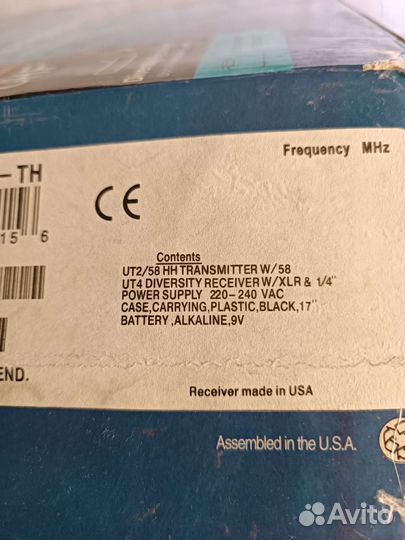 Frequency MHz
– TH
15 6
CE
Contents
UT2/58 HH TRANSMITTER W/58
UT4 DIVERSITY RECEIVER W/XLR & 1/4"
POWER SUPPLY 220-240 VAC
CASE,CARRYING,PLASTIC,BLACK,17"
BATTERY ,ALKALINE,9V
END.
Receiver made in USA
Assembled in the U.S.A.
Avito